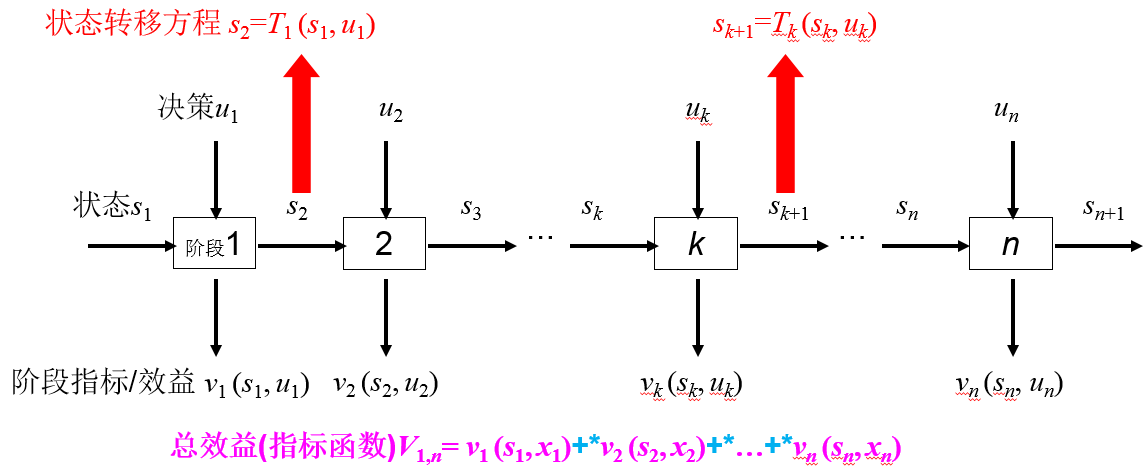 状态转移方程 s₂=T₁(s₁,u₁) sₖ₊₁=Tₖ(sₖ,uₖ)
决策u₁ u₂ uₖ uₙ
状态s₁ s₂ s₃ sₖ sₖ₊₁ sₙ sₙ₊₁
阶段1 2 … k … n
阶段指标/效益 v₁(s₁,u₁) v₂(s₂,u₂) vₖ(sₖ,uₖ) vₙ(sₙ,uₙ)
总效益(指标函数)V₁,ₙ= v₁(s₁,x₁)+*v₂(s₂,x₂)+*…+*vₙ(sₙ,xₙ)